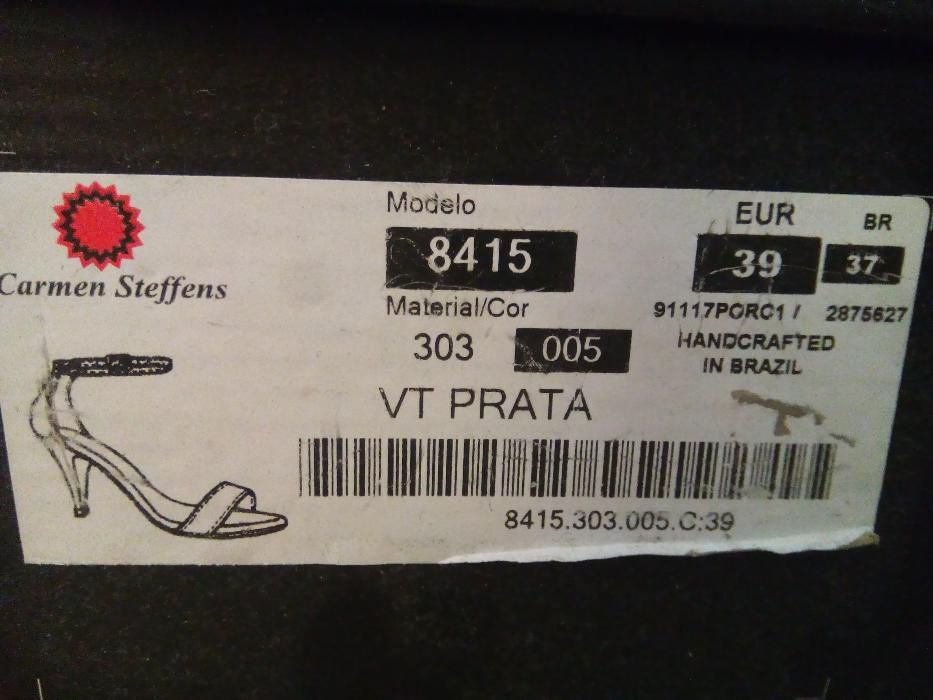 Carmen Steffens
Modelo
8415
Material/Cor
303 005
VT PRATA
EUR BR
39 37
91117PORC1 / 2875627
HANDCRAFTED
IN BRAZIL
8415.303.005.C:39